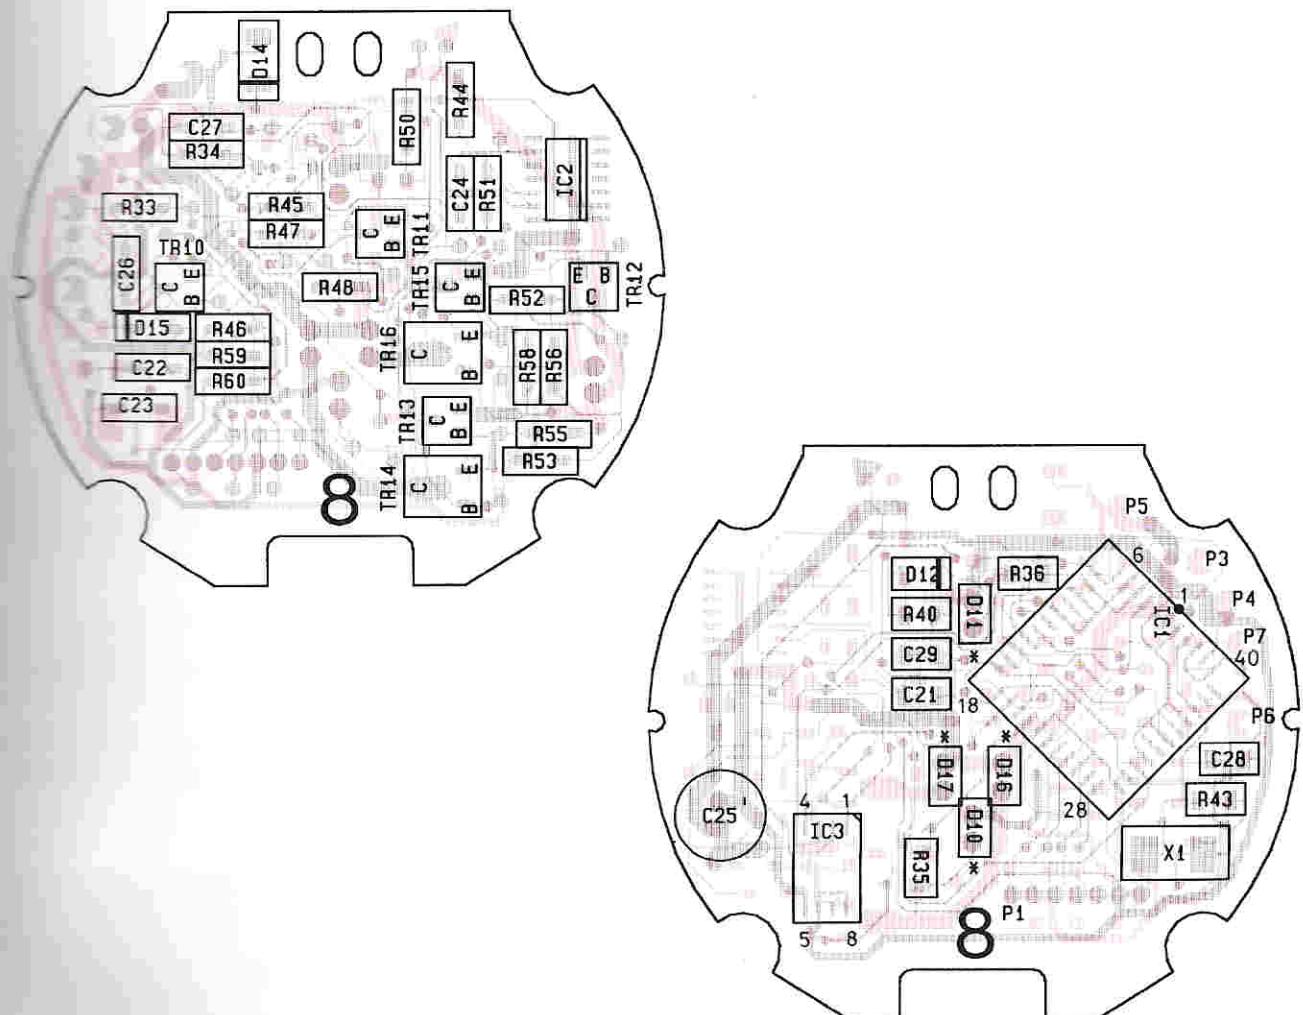 D14
R44
C27
R50
R34
C24
R51
IC2
R33
R45
R47
C
E
B
TR11
TR10
C26
C
E
B
R48
TR15
C
E
B
R52
E B
C
TR12
D15
R46
TR16
C
E
B
R59
R58
R56
C22
R60
C23
TR13
C
E
B
R55
R53
TR14
C
E
B
8
P5
6
P3
D12
R36
D11
R40
1
IC1
P4
P7
C29
*
40
C21
18
P6
*
*
C28
D17
D16
R43
C25
4
1
28
IC3
D10
X1
R35
*
P1
5
8
8